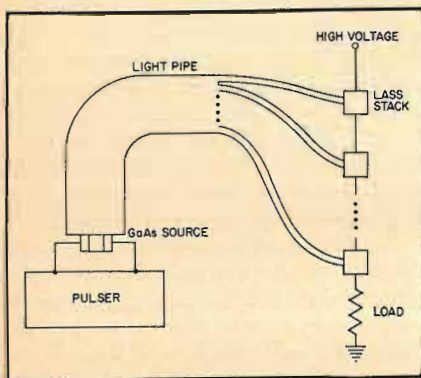 HIGH VOLTAGE
LIGHT PIPE
LASS
STACK
GaAs SOURCE
PULSER
LOAD